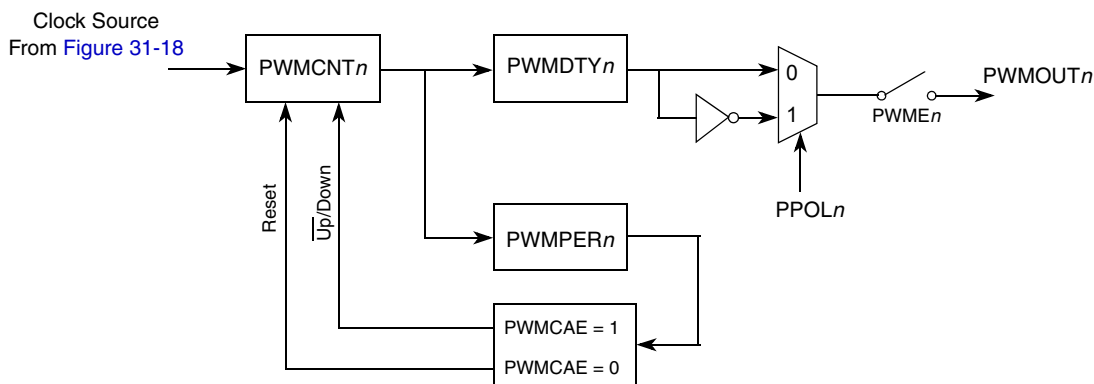 Clock Source
From Figure 31-18
PWMCNTn
PWMDTYn
0
1
PWMOUTn
PWMEn
PPOLn
Reset
Up/Down
PWMPERn
PWMCAE = 1
PWMCAE = 0